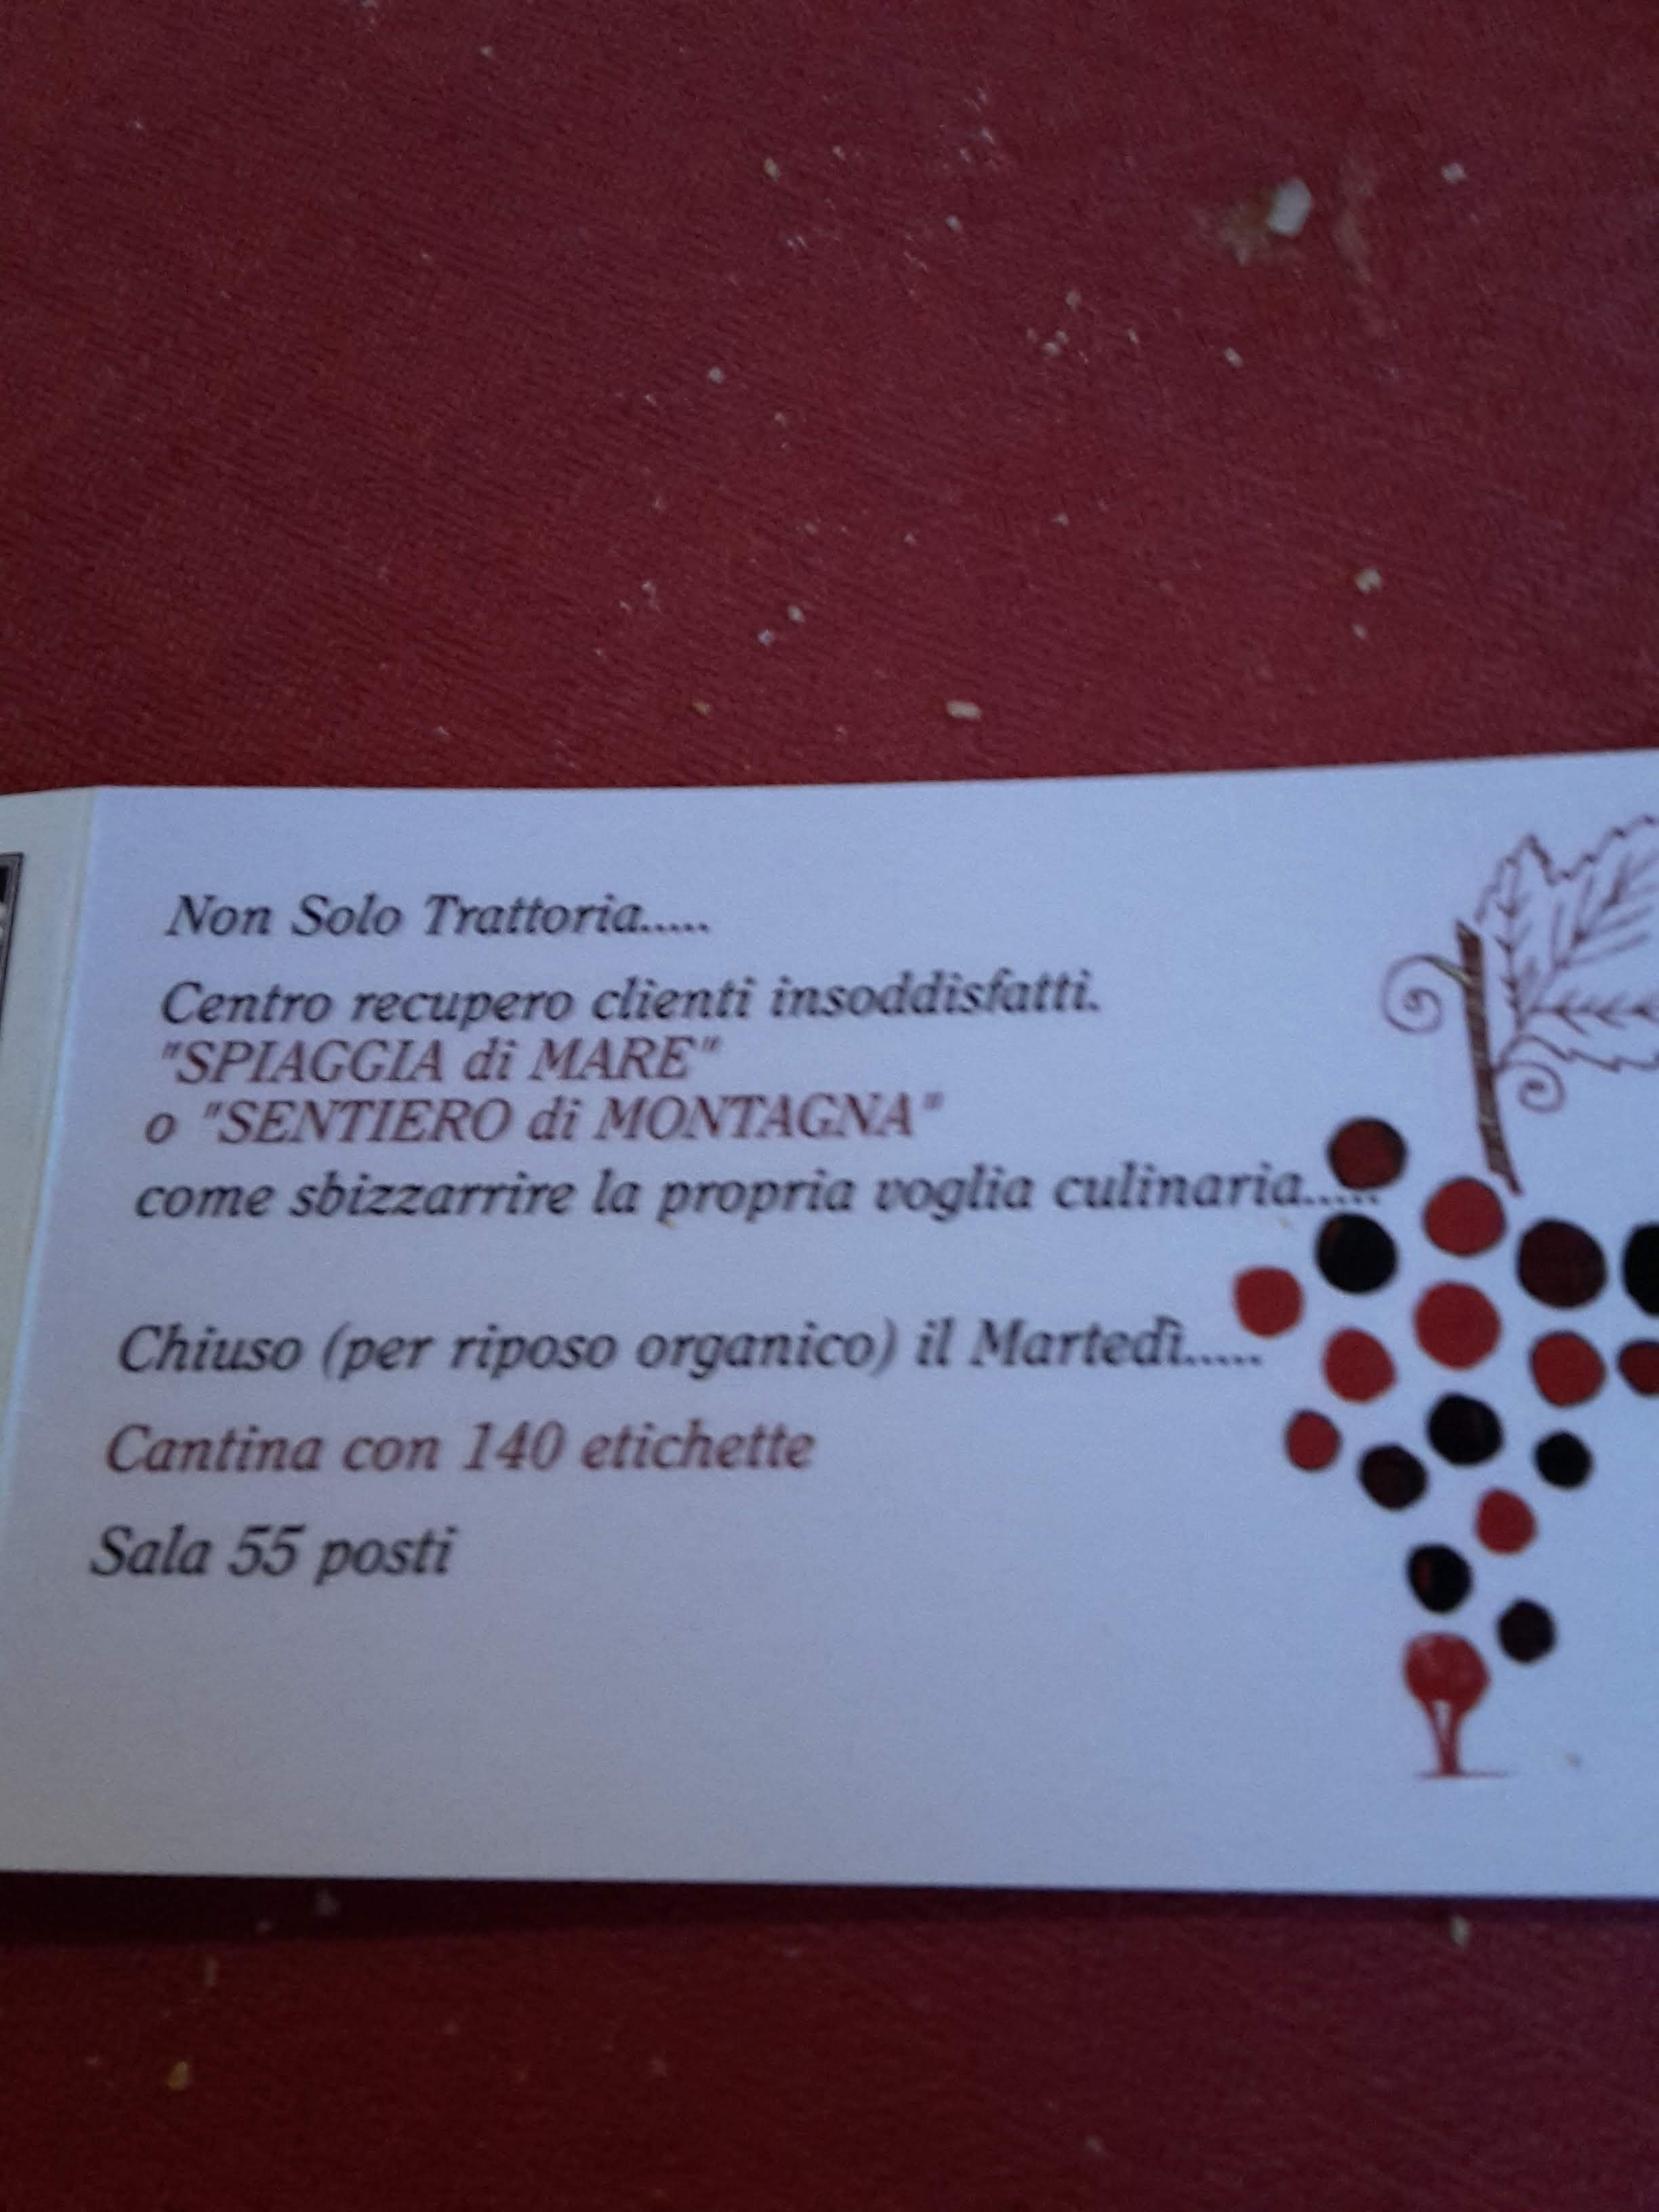 Non Solo Trattoria.....
Centro recupero clienti insoddisfatti.
"SPIAGGIA di MARE"
o "SENTIERO di MONTAGNA"
come sbizzarrire la propria voglia culinaria.....
Chiuso (per riposo organico) il Martedì.....
Cantina con 140 etichette
Sala 55 posti